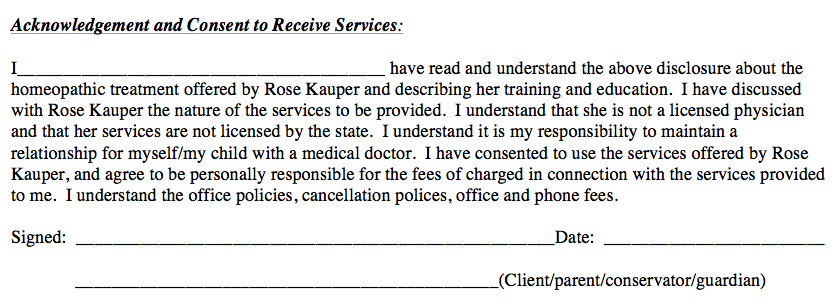 Acknowledgement and Consent to Receive Services:
I_________________________________________ have read and understand the above disclosure about the
homeopathic treatment offered by Rose Kauper and describing her training and education.  I have discussed
with Rose Kauper the nature of the services to be provided.  I understand that she is not a licensed physician
and that her services are not licensed by the state.  I understand it is my responsibility to maintain a
relationship for myself/my child with a medical doctor.  I have consented to use the services offered by Rose
Kauper, and agree to be personally responsible for the fees of charged in connection with the services provided
to me.  I understand the office policies, cancellation polices, office and phone fees.
Signed:  _____________________________________________________Date:  _________________________
_______________________________________________(Client/parent/conservator/guardian)